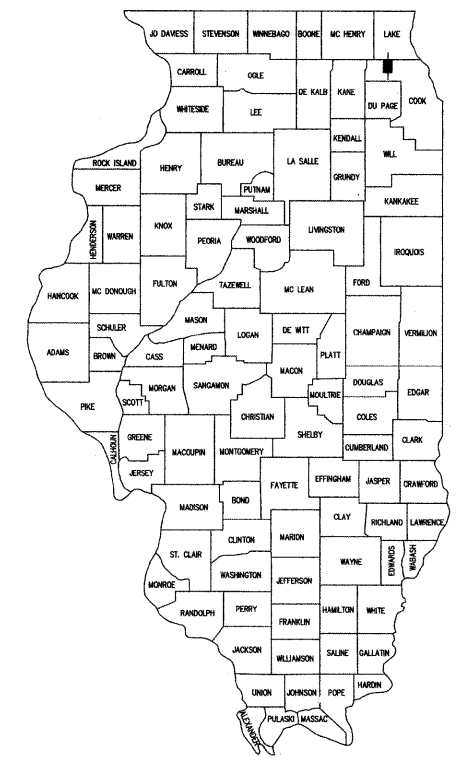 JO DAVIESS STEVENSON WINNEBAGO BOONE MC HENRY LAKE
CARROLL OGLE
DE KALB KANE DU PAGE COOK
WHITESIDE LEE
KENDALL WILL
ROCK ISLAND HENRY BUREAU LA SALLE GRUNDY
MERCER PUTNAM
KANKAKEE
STARK MARSHALL
HENDERSON WARREN KNOX PEORIA WOODFORD LIVINGSTON IROQUOIS
FULTON TAZEWELL MC LEAN FORD
HANCOOK MC DONOUGH
MASON
SCHULER LOGAN DE WITT CHAMPAIGN VERMILION
ADAMS BROWN CASS MENARD PLATT
MACON
MORGAN SANGAMON DOUGLAS EDGAR
PIKE SCOTT MOULTRIE
CHRISTIAN COLES
GREENE SHELBY CLARK
CALHOUN MACOUPIN MONTGOMERY CUMBERLAND
JERSEY FAYETTE EFFINGHAM JASPER CRAWFORD
MADISON BOND
CLAY RICHLAND LAWRENCE
CLINTON MARION
ST. CLAIR WAYNE EDWARDS WABASH
WASHINGTON
MONROE JEFFERSON
RANDOLPH PERRY HAMILTON WHITE
FRANKLIN
JACKSON WILLIAMSON SALINE GALLATIN
HARDIN
UNION JOHNSON POPE
ALEXANDER PULASKI MASSAC